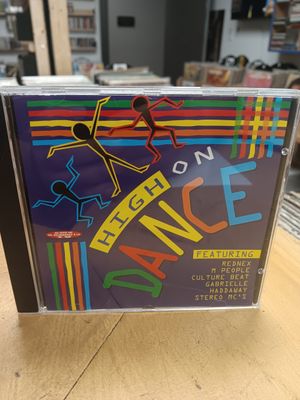 HIGH ON
DANCE
FEATURING
REDNEX
M PEOPLE
CULTURE BEAT
GABRIELLE
HADDAWAY
STEREO MC'S